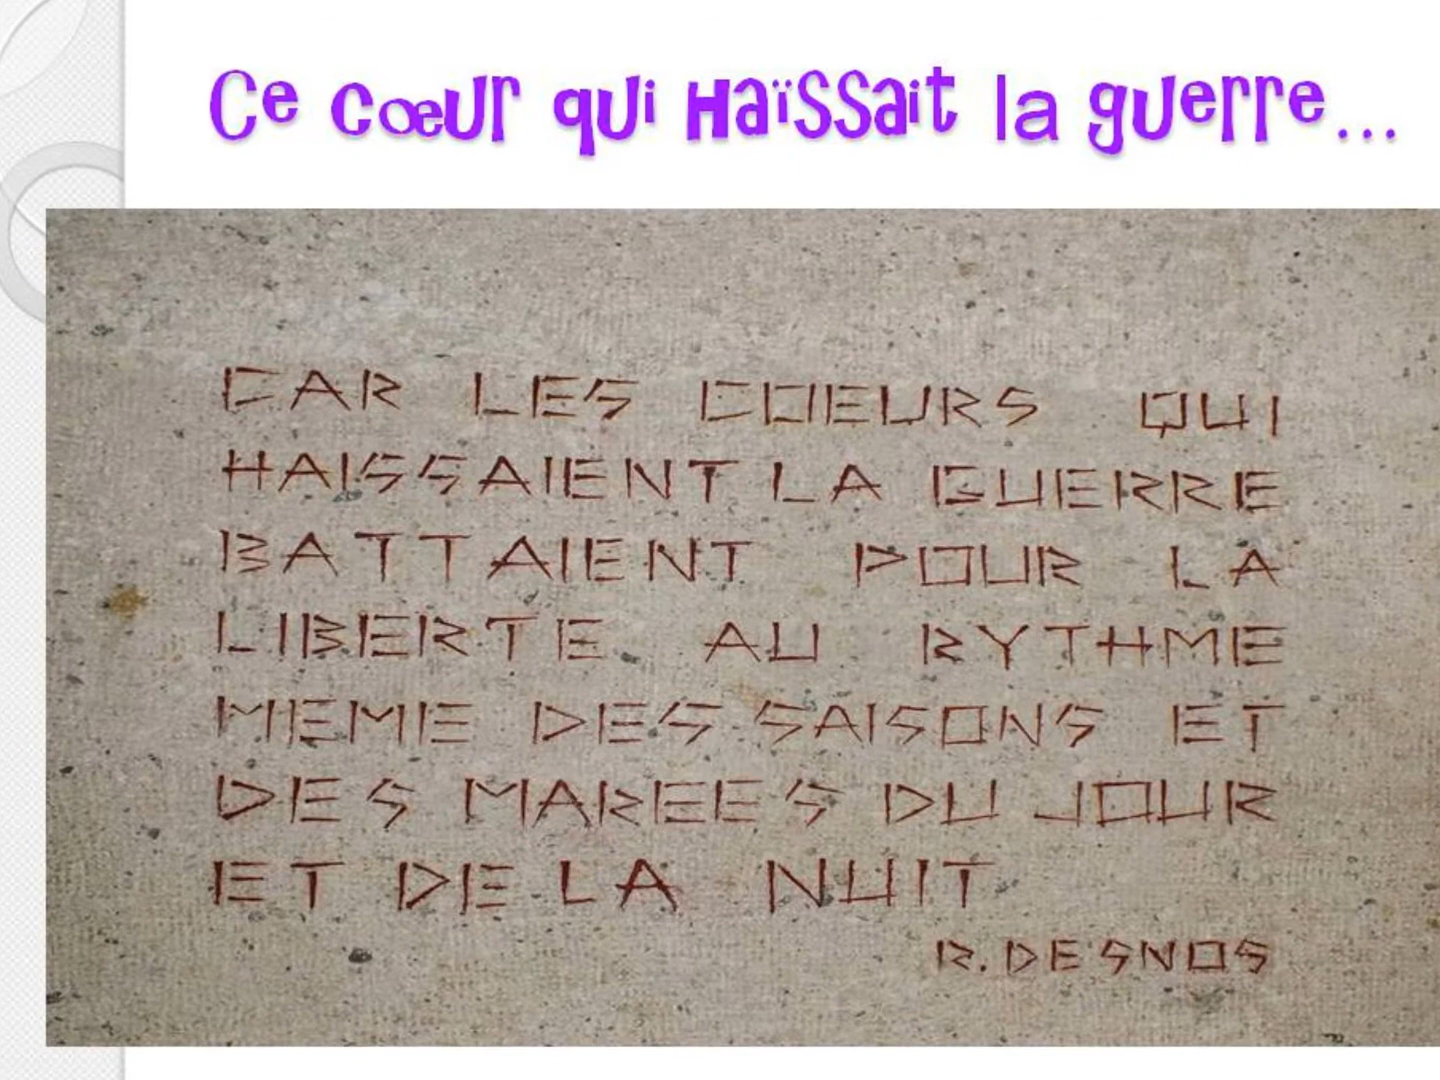 Ce cœur qui Haïssait la guerre...
CAR LES COEURS QUI
HAISSAIENT LA GUERRE
BATTAIENT POUR LA
LIBERTE AU RYTHME
MEME DES SAISONS ET
DES MAREES DU JOUR
ET DE LA NUIT
R. DESNOS